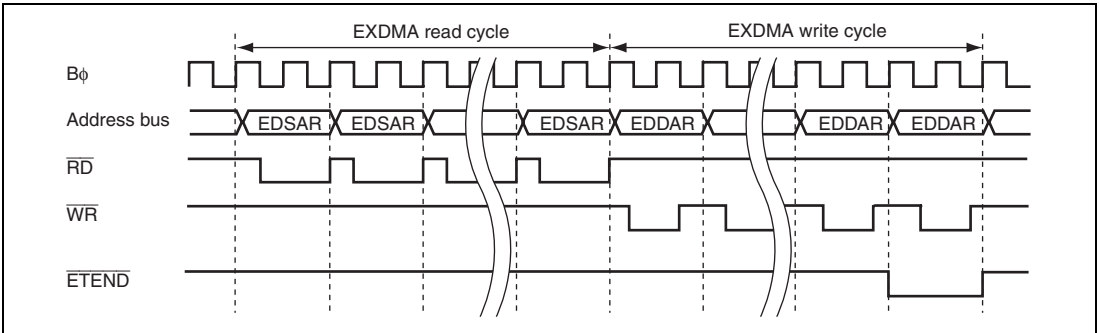 EXDMA read cycle EXDMA write cycle
Bϕ
Address bus EDSAR EDSAR EDSAR EDDAR EDDAR EDDAR
RD
WR
ETEND